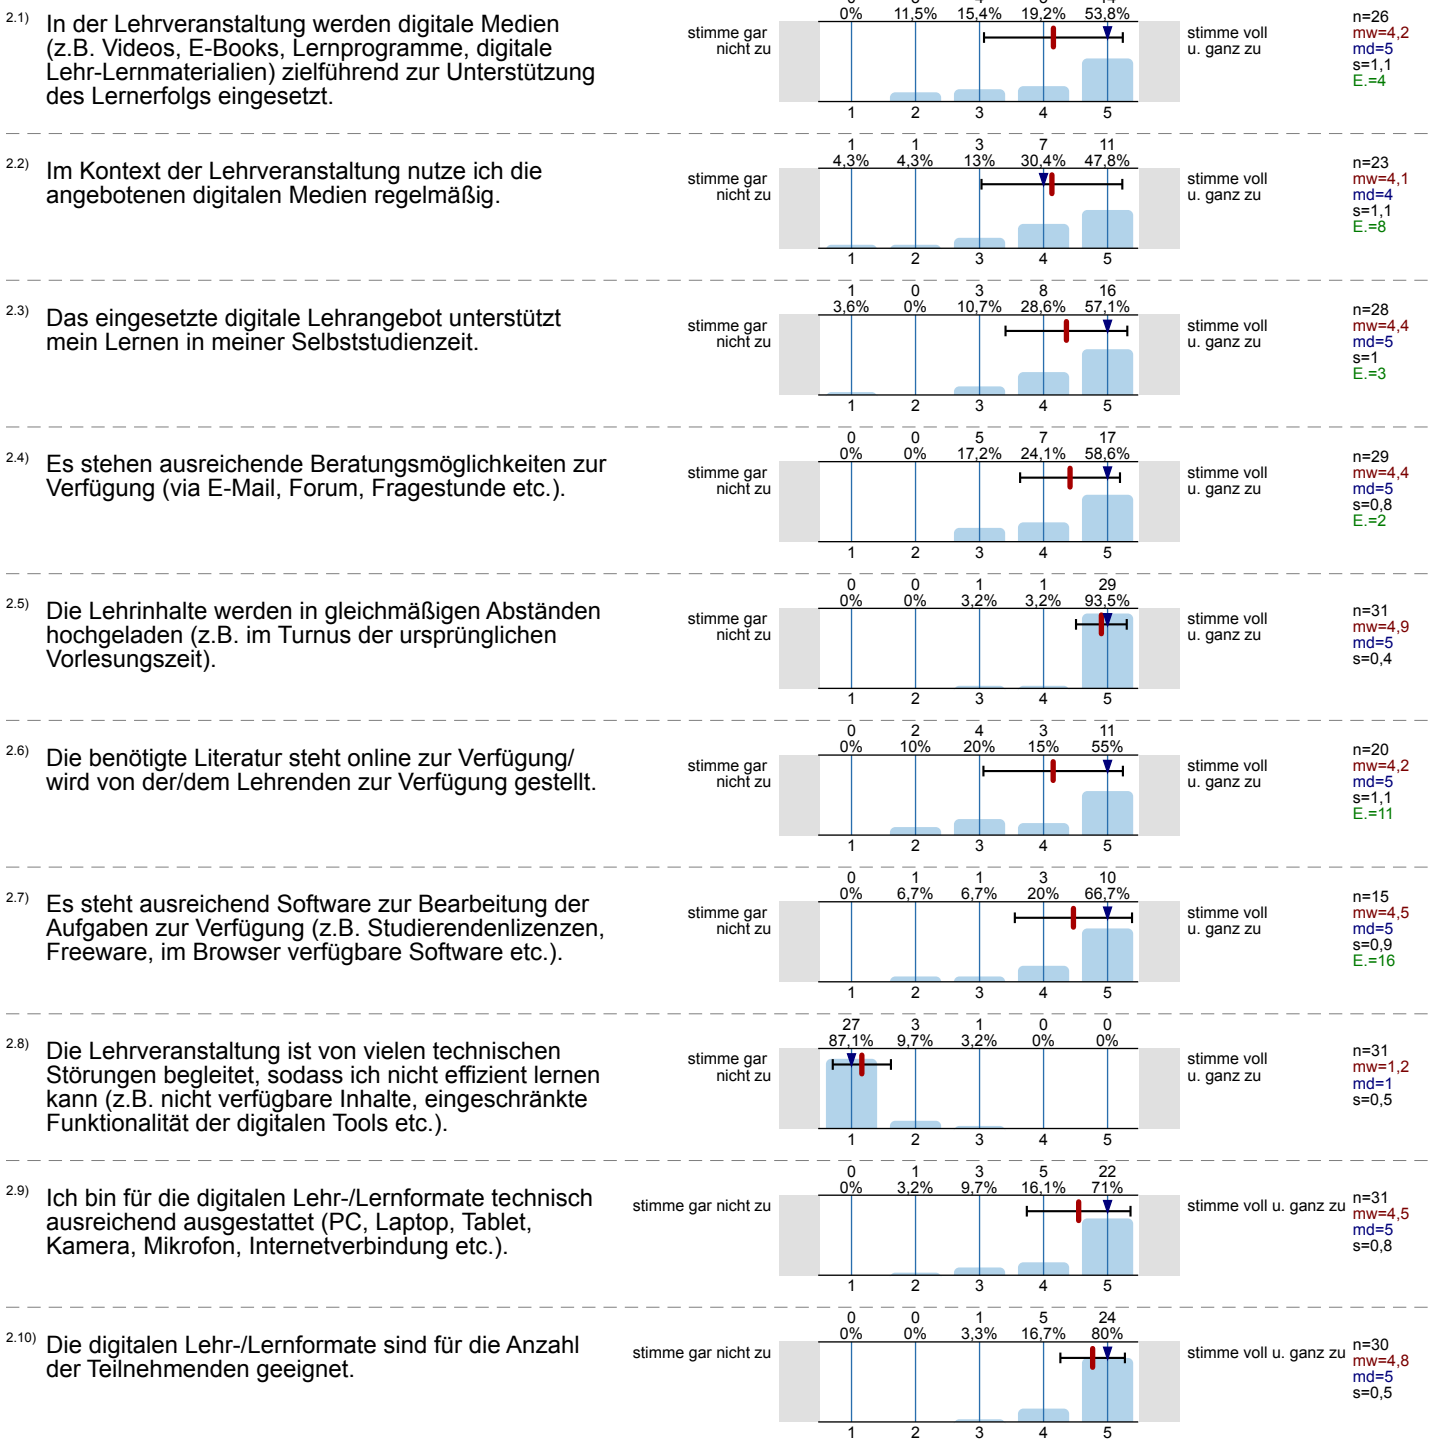 2.1) In der Lehrveranstaltung werden digitale Medien
(z.B. Videos, E-Books, Lernprogramme, digitale
Lehr-Lernmaterialien) zielführend zur Unterstützung
des Lernerfolgs eingesetzt.
stimme gar
nicht zu
0% 11,5% 15,4% 19,2% 53,8%
1 2 3 4 5
stimme voll
u. ganz zu
n=26
mw=4,2
md=5
s=1,1
E.=4
2.2) Im Kontext der Lehrveranstaltung nutze ich die
angebotenen digitalen Medien regelmäßig.
stimme gar
nicht zu
1 1 3 7 11
4,3% 4,3% 13% 30,4% 47,8%
1 2 3 4 5
stimme voll
u. ganz zu
n=23
mw=4,1
md=4
s=1,1
E.=8
2.3) Das eingesetzte digitale Lehrangebot unterstützt
mein Lernen in meiner Selbststudienzeit.
stimme gar
nicht zu
1 0 3 8 16
3,6% 0% 10,7% 28,6% 57,1%
1 2 3 4 5
stimme voll
u. ganz zu
n=28
mw=4,4
md=5
s=1
E.=3
2.4) Es stehen ausreichende Beratungsmöglichkeiten zur
Verfügung (via E-Mail, Forum, Fragestunde etc.).
stimme gar
nicht zu
0 0 5 7 17
0% 0% 17,2% 24,1% 58,6%
1 2 3 4 5
stimme voll
u. ganz zu
n=29
mw=4,4
md=5
s=0,8
E.=2
2.5) Die Lehrinhalte werden in gleichmäßigen Abständen
hochgeladen (z.B. im Turnus der ursprünglichen
Vorlesungszeit).
stimme gar
nicht zu
0 0 1 1 29
0% 0% 3,2% 3,2% 93,5%
1 2 3 4 5
stimme voll
u. ganz zu
n=31
mw=4,9
md=5
s=0,4
2.6) Die benötigte Literatur steht online zur Verfügung/
wird von der/dem Lehrenden zur Verfügung gestellt.
stimme gar
nicht zu
0 2 4 3 11
0% 10% 20% 15% 55%
1 2 3 4 5
stimme voll
u. ganz zu
n=20
mw=4,2
md=5
s=1,1
E.=11
2.7) Es steht ausreichend Software zur Bearbeitung der
Aufgaben zur Verfügung (z.B. Studierendenlizenzen,
Freeware, im Browser verfügbare Software etc.).
stimme gar
nicht zu
0 1 1 3 10
0% 6,7% 6,7% 20% 66,7%
1 2 3 4 5
stimme voll
u. ganz zu
n=15
mw=4,5
md=5
s=0,9
E.=16
2.8) Die Lehrveranstaltung ist von vielen technischen
Störungen begleitet, sodass ich nicht effizient lernen
kann (z.B. nicht verfügbare Inhalte, eingeschränkte
Funktionalität der digitalen Tools etc.).
stimme gar
nicht zu
27 3 1 0 0
87,1% 9,7% 3,2% 0% 0%
1 2 3 4 5
stimme voll
u. ganz zu
n=31
mw=1,2
md=1
s=0,5
2.9) Ich bin für die digitalen Lehr-/Lernformate technisch
ausreichend ausgestattet (PC, Laptop, Tablet,
Kamera, Mikrofon, Internetverbindung etc.).
stimme gar nicht zu
0 1 3 5 22
0% 3,2% 9,7% 16,1% 71%
1 2 3 4 5
stimme voll u. ganz zu
n=31
mw=4,5
md=5
s=0,8
2.10) Die digitalen Lehr-/Lernformate sind für die Anzahl
der Teilnehmenden geeignet.
stimme gar nicht zu
0 0 1 5 24
0% 0% 3,3% 16,7% 80%
1 2 3 4 5
stimme voll u. ganz zu
n=30
mw=4,8
md=5
s=0,5